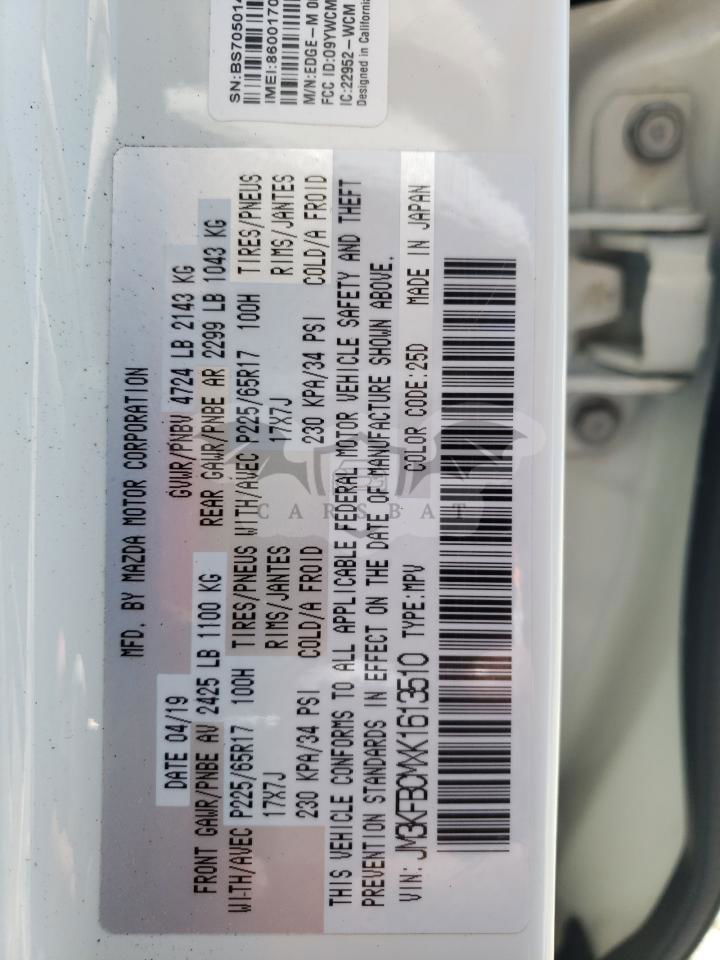 SN:BS70501
IMEI:8600170
M/N:EDGE-M
FCC ID:09YWCM
IC:22952-WCM
Designed in California
MFD. BY MAZDA MOTOR CORPORATION
DATE 04/19 GVWR/PNBV 4724 LB 2143 KG
FRONT GAWR/PNBE AV 2425 LB 1100 KG REAR GAWR/PNBE AR 2299 LB 1043 KG
WITH/AVEC P225/65R17 100H TIRES/PNEUS WITH/AVEC P225/65R17 100H TIRES/PNEUS
17X7J RIMS/JANTES 17X7J RIMS/JANTES
230 KPA/34 PSI COLD/A FROID 230 KPA/34 PSI COLD/A FROID
THIS VEHICLE CONFORMS TO ALL APPLICABLE FEDERAL MOTOR VEHICLE SAFETY AND THEFT
PREVENTION STANDARDS IN EFFECT ON THE DATE OF MANUFACTURE SHOWN ABOVE.
VIN: JM3KFBCMXK1613510 TYPE:MPV COLOR CODE:25D MADE IN JAPAN
CARSBAT